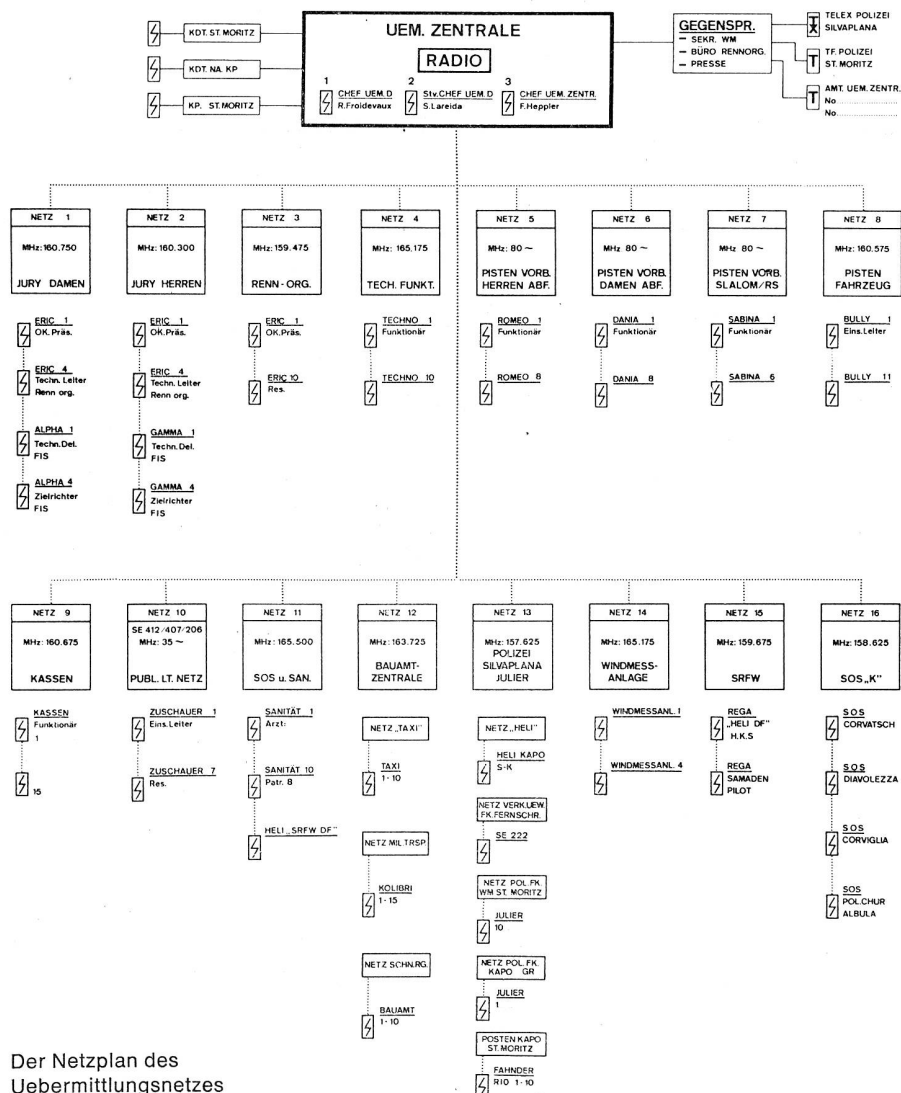 KDT. ST. MORITZ
KDT. NA. KP
KP. ST. MORITZ
UEM. ZENTRALE
RADIO
1
CHEF UEM. D
R. Froidevaux
2
Stv. CHEF UEM. D
S. Lareida
3
CHEF UEM. ZENTR.
F. Heppler
GEGENSPR.
– SEKR. WM
– BÜRO RENNORG.
– PRESSE
TELEX POLIZEI
SILVAPLANA
TF. POLIZEI
ST. MORITZ
AMT. UEM. ZENTR.
No
No
NETZ 1
MHz: 160.750
JURY DAMEN
ERIC 1
OK. Präs.
ERIC 4
Techn. Leiter
Renn org.
ALPHA 1
Techn. Del.
FIS
ALPHA 4
Zielrichter
FIS
NETZ 2
MHz: 160.300
JURY HERREN
ERIC 1
OK. Präs.
ERIC 4
Techn. Leiter
Renn org.
GAMMA 1
Techn. Del.
FIS
GAMMA 4
Zielrichter
FIS
NETZ 3
MHz: 159.475
RENN-ORG.
ERIC 1
OK. Präs.
ERIC 10
Res.
NETZ 4
MHz: 165.175
TECH. FUNKT.
TECHNO 1
Funktionär
TECHNO 10
NETZ 5
MHz: 80 ~
PISTEN VORB.
HERREN ABF.
ROMEO 1
Funktionär
ROMEO 8
NETZ 6
MHz 80 ~
PISTEN VORB.
DAMEN ABF.
DANIA 1
Funktionär
DANIA 8
NETZ 7
MHz 80 ~
PISTEN VORB.
SLALOM/RS
SABINA 1
Funktionär
SABINA 6
NETZ 8
MHz: 160.575
PISTEN
FAHRZEUG
BULLY 1
Eins. Leiter
BULLY 11
NETZ 9
MHz: 160.675
KASSEN
KASSEN
Funktionär
1
15
NETZ 10
SE 412/407/206
MHz: 35 ~
PUBL. LT. NETZ
ZUSCHAUER 1
Eins. Leiter
ZUSCHAUER 7
Res.
NETZ 11
MHz: 165.500
SOS u. SAN.
SANITÄT 1
Arzt:
SANITÄT 10
Patr. 8
HELI „SRFW DF"
NETZ 12
MHz: 163.725
BAUAMT-
ZENTRALE
NETZ „TAXI"
TAXI
1-10
NETZ MIL. TRSP.
KOLIBRI
1-15
NETZ SCHN. RG.
BAUAMT
1-10
NETZ 13
MHz: 157.625
POLIZEI
SILVAPLANA
JULIER
NETZ „HELI"
HELI KAPO
S-K
NETZ VERK. UEW.
FK. FERNSCHR.
SE 222
NETZ POL. FK.
WM ST. MORITZ
JULIER
10
NETZ POL. FK.
KAPO GR
JULIER
1
POSTEN KAPO
ST. MORITZ
FAHNDER
RIO 1-10
NETZ 14
MHz: 165.175
WINDMESS-
ANLAGE
WINDMESSANL. 1
WINDMESSANL. 4
NETZ 15
MHz: 159.675
SRFW
REGA
„HELI DF"
H.K.S
REGA
SAMADEN
PILOT
NETZ 16
MHz: 158.625
SOS „K"
SOS
CORVATSCH
SOS
DIAVOLEZZA
SOS
CORVIGLIA
SOS
POL. CHUR
ALBULA
Der Netzplan des
Uebermittlungsnetzes